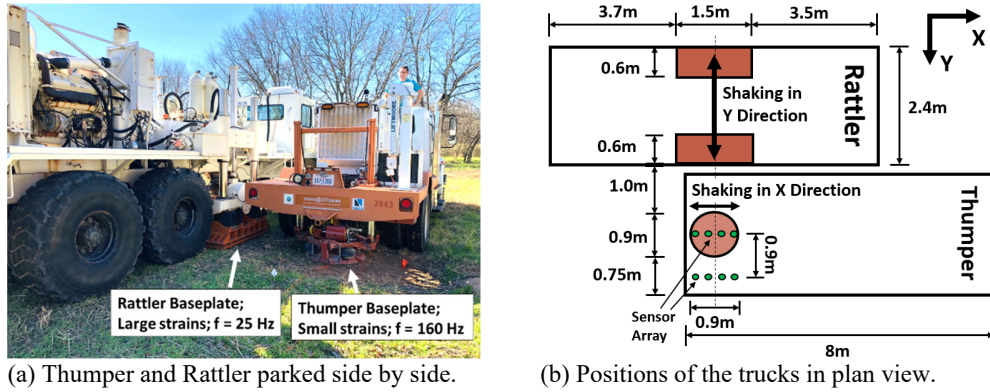 Rattler Baseplate;
Large strains; f = 25 Hz
Thumper Baseplate;
Small strains; f = 160 Hz
2843
(a) Thumper and Rattler parked side by side.
3.7m
1.5m
3.5m
X
Y
0.6m
Shaking in
Y Direction
Rattler
2.4m
0.6m
1.0m
Shaking in X Direction
Thumper
0.9m
0.9m
0.75m
Sensor
Array
0.9m
8m
(b) Positions of the trucks in plan view.